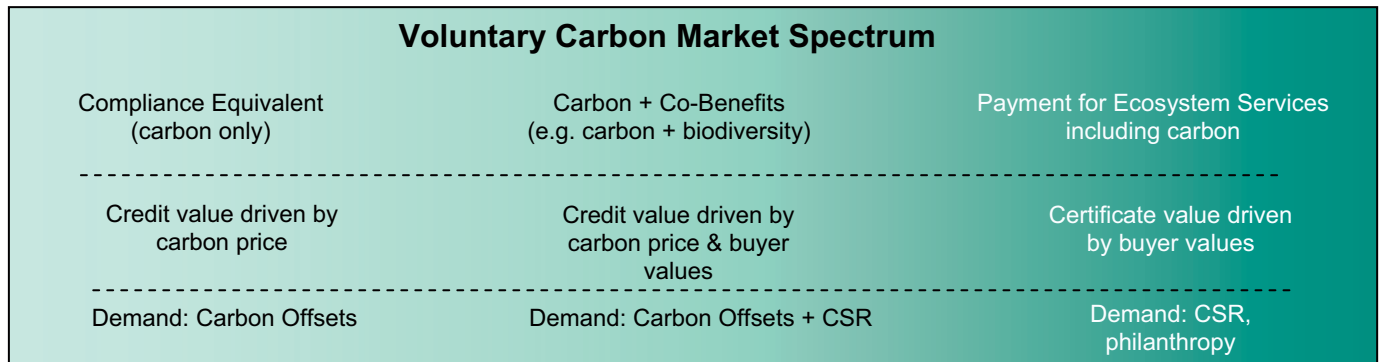 Voluntary Carbon Market Spectrum
Compliance Equivalent
(carbon only)
Carbon + Co-Benefits
(e.g. carbon + biodiversity)
Payment for Ecosystem Services
including carbon
Credit value driven by
carbon price
Credit value driven by
carbon price & buyer
values
Certificate value driven
by buyer values
Demand: Carbon Offsets
Demand: Carbon Offsets + CSR
Demand: CSR,
philanthropy